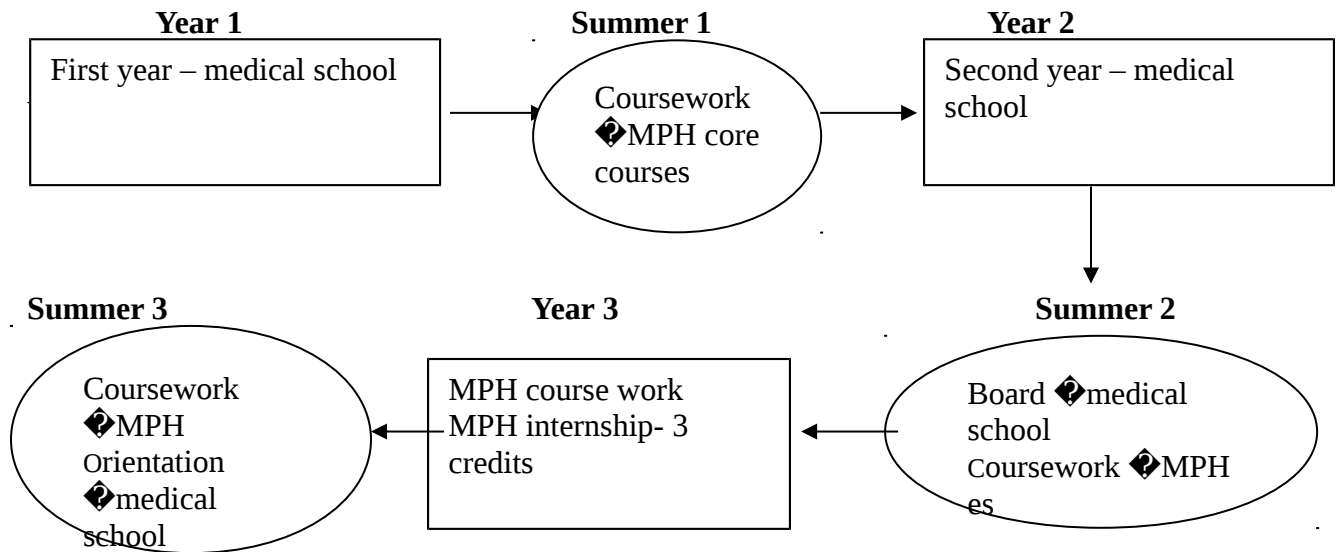 Year 1
First year – medical school
Summer 1
Coursework
�MPH core
courses
Year 2
Second year – medical
school
Summer 2
Board �medical
school
Coursework �MPH
es
Year 3
MPH course work
MPH internship- 3
credits
Summer 3
Coursework
�MPH
Orientation
�medical
school